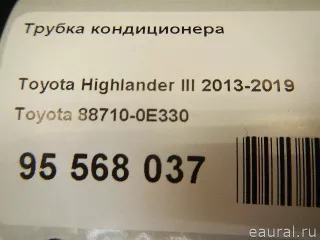 Трубка кондиционера
Toyota Highlander III 2013-2019
Toyota 88710-0E330
95 568 037
eaural.ru